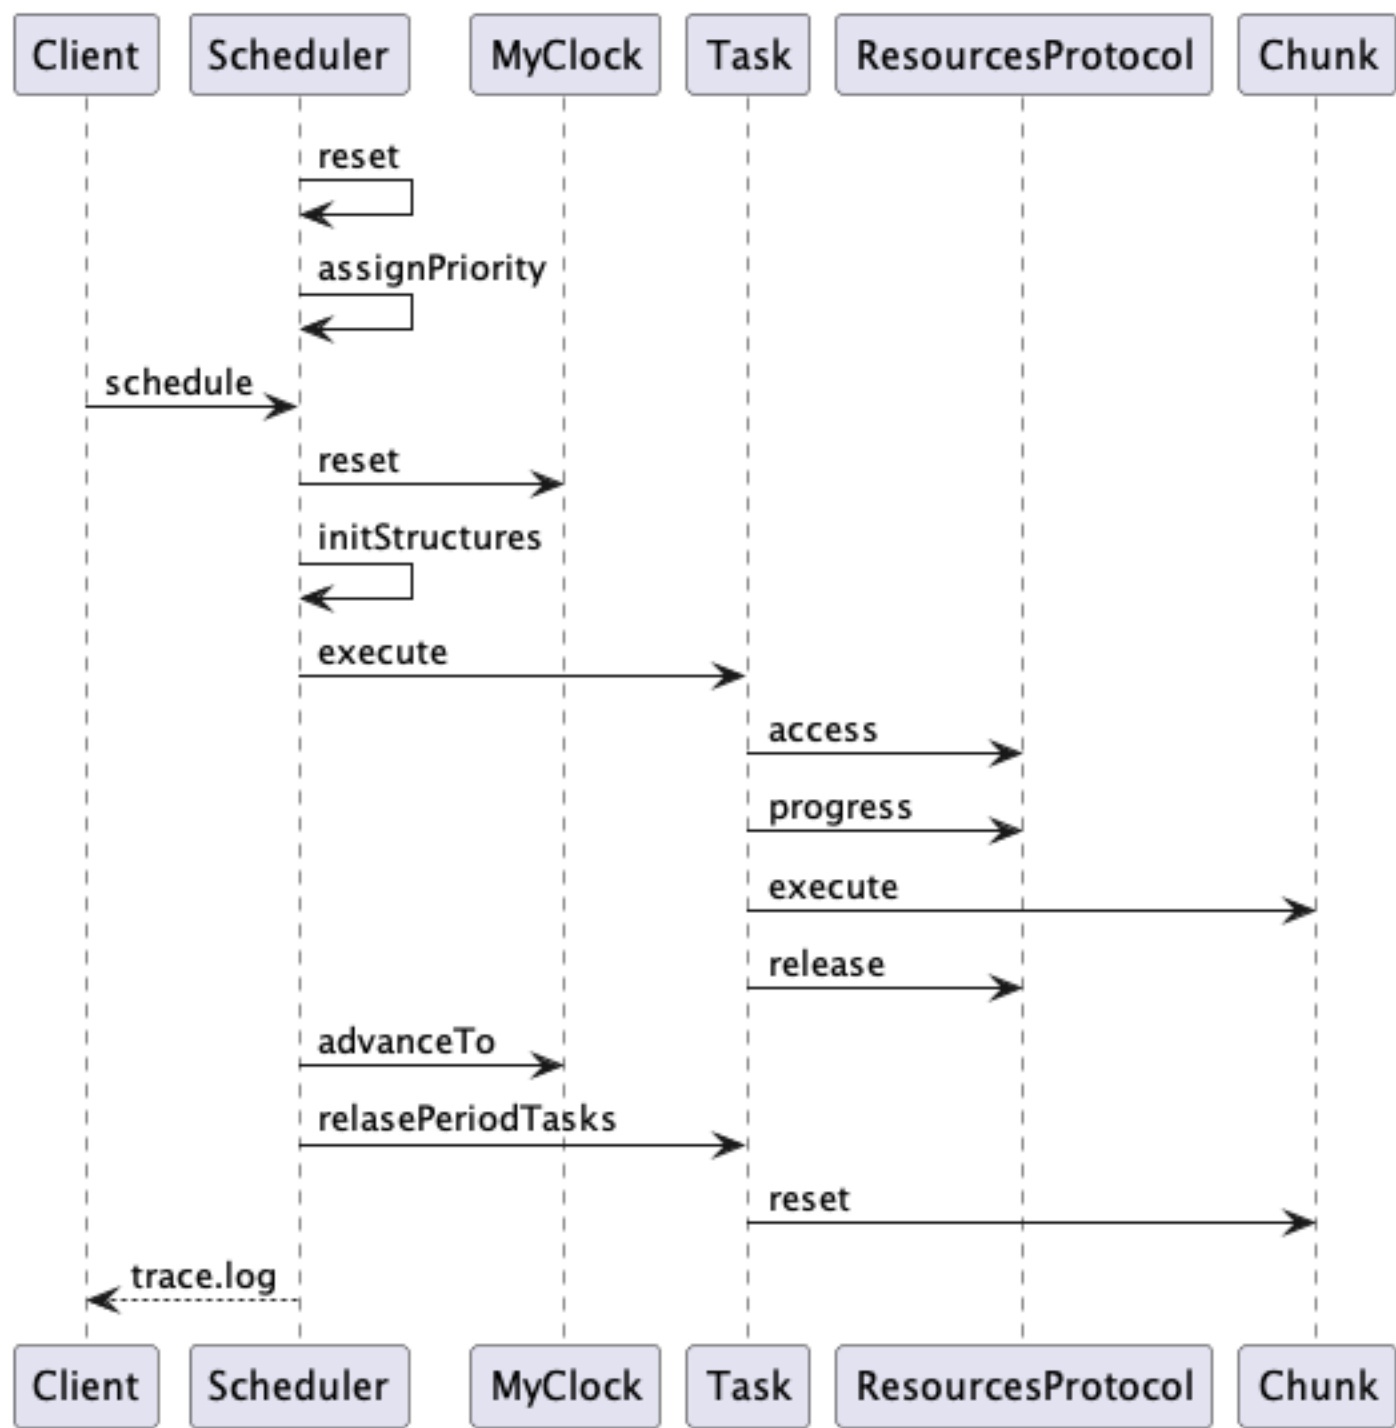 Client Scheduler MyClock Task ResourcesProtocol Chunk
reset
assignPriority
schedule
reset
initStructures
execute
access
progress
execute
release
advanceTo
relasePeriodTasks
reset
trace.log
Client Scheduler MyClock Task ResourcesProtocol Chunk